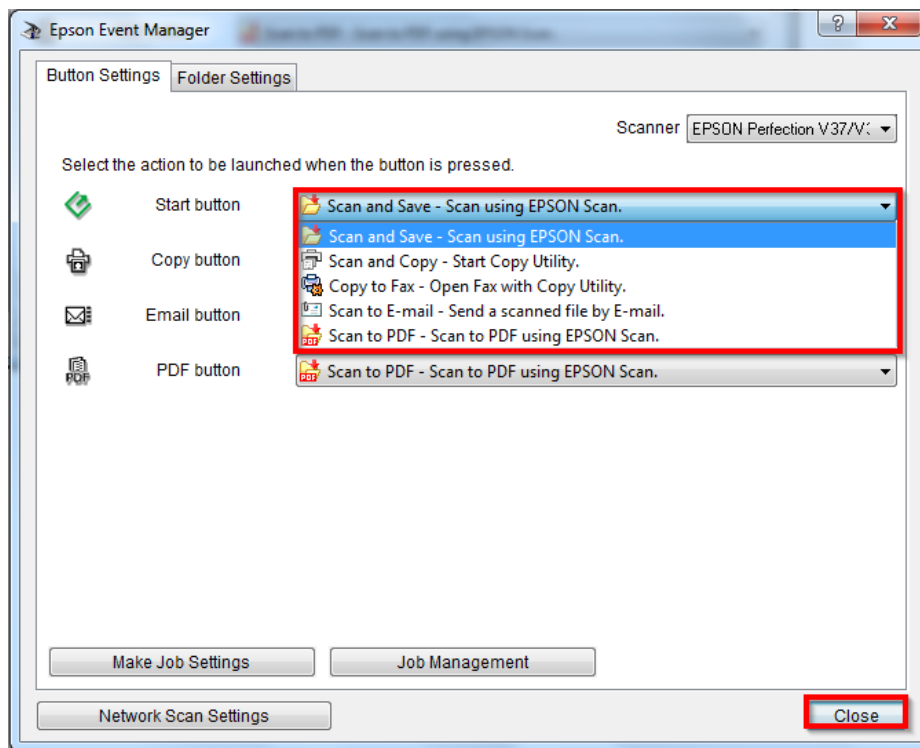 Epson Event Manager
Button Settings Folder Settings
Scanner EPSON Perfection V37/V:
Select the action to be launched when the button is pressed.
Start button Scan and Save - Scan using EPSON Scan.
Scan and Save - Scan using EPSON Scan.
Copy button Scan and Copy - Start Copy Utility.
Copy to Fax - Open Fax with Copy Utility.
Email button Scan to E-mail - Send a scanned file by E-mail.
Scan to PDF - Scan to PDF using EPSON Scan.
PDF button Scan to PDF - Scan to PDF using EPSON Scan.
Make Job Settings Job Management
Network Scan Settings Close